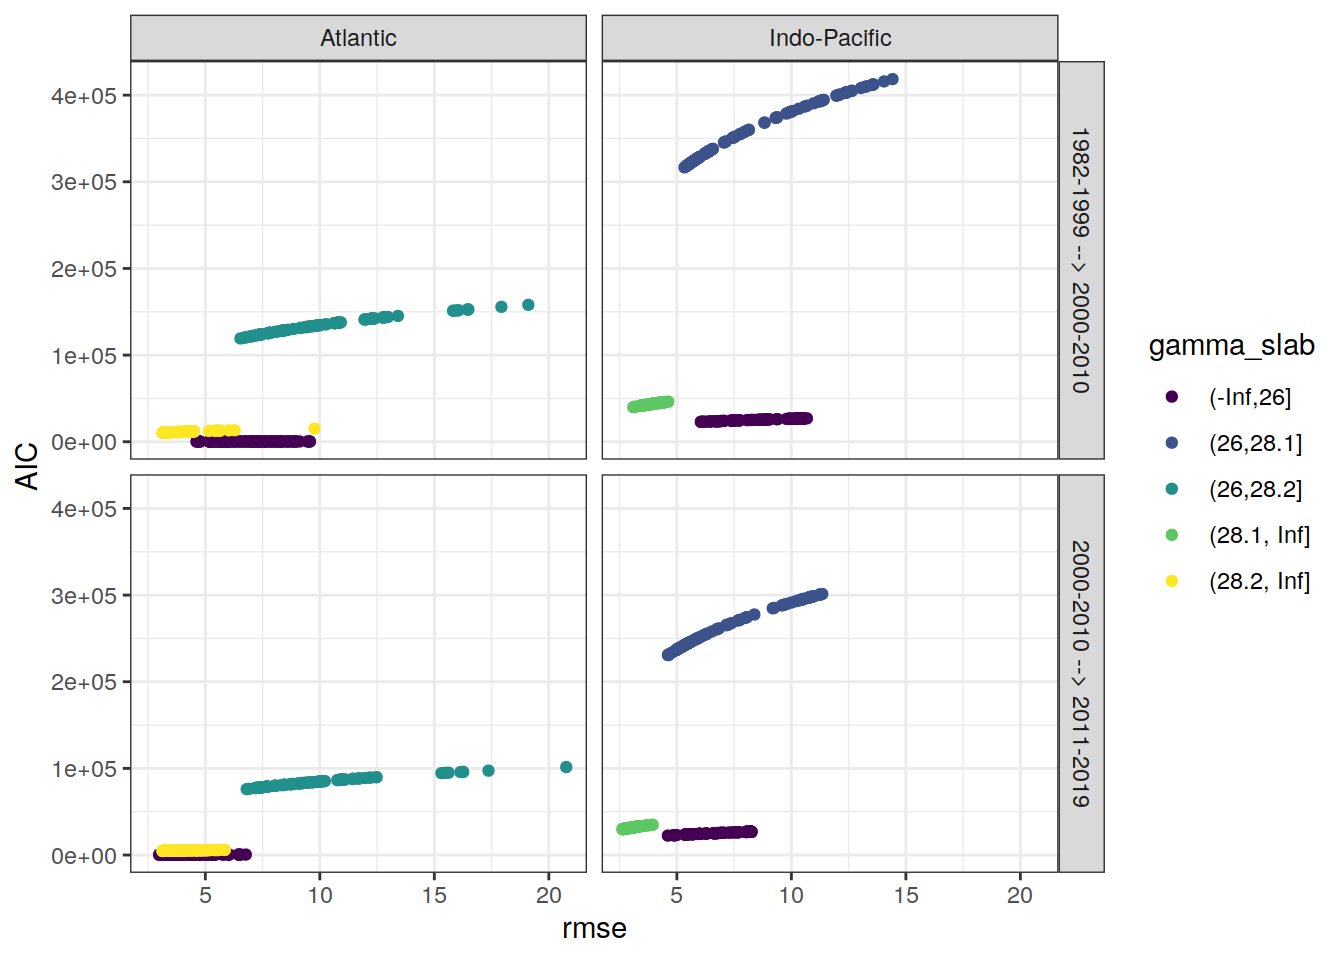 Atlantic
Indo-Pacific
4e+05
3e+05
2e+05
1e+05
0e+00
1982-1999 --> 2000-2010
4e+05
3e+05
2e+05
1e+05
0e+00
2000-2010 --> 2011-2019
AIC
5
10
15
20
5
10
15
20
rmse
gamma_slab
(-Inf,26]
(26,28.1]
(26,28.2]
(28.1, Inf]
(28.2, Inf]